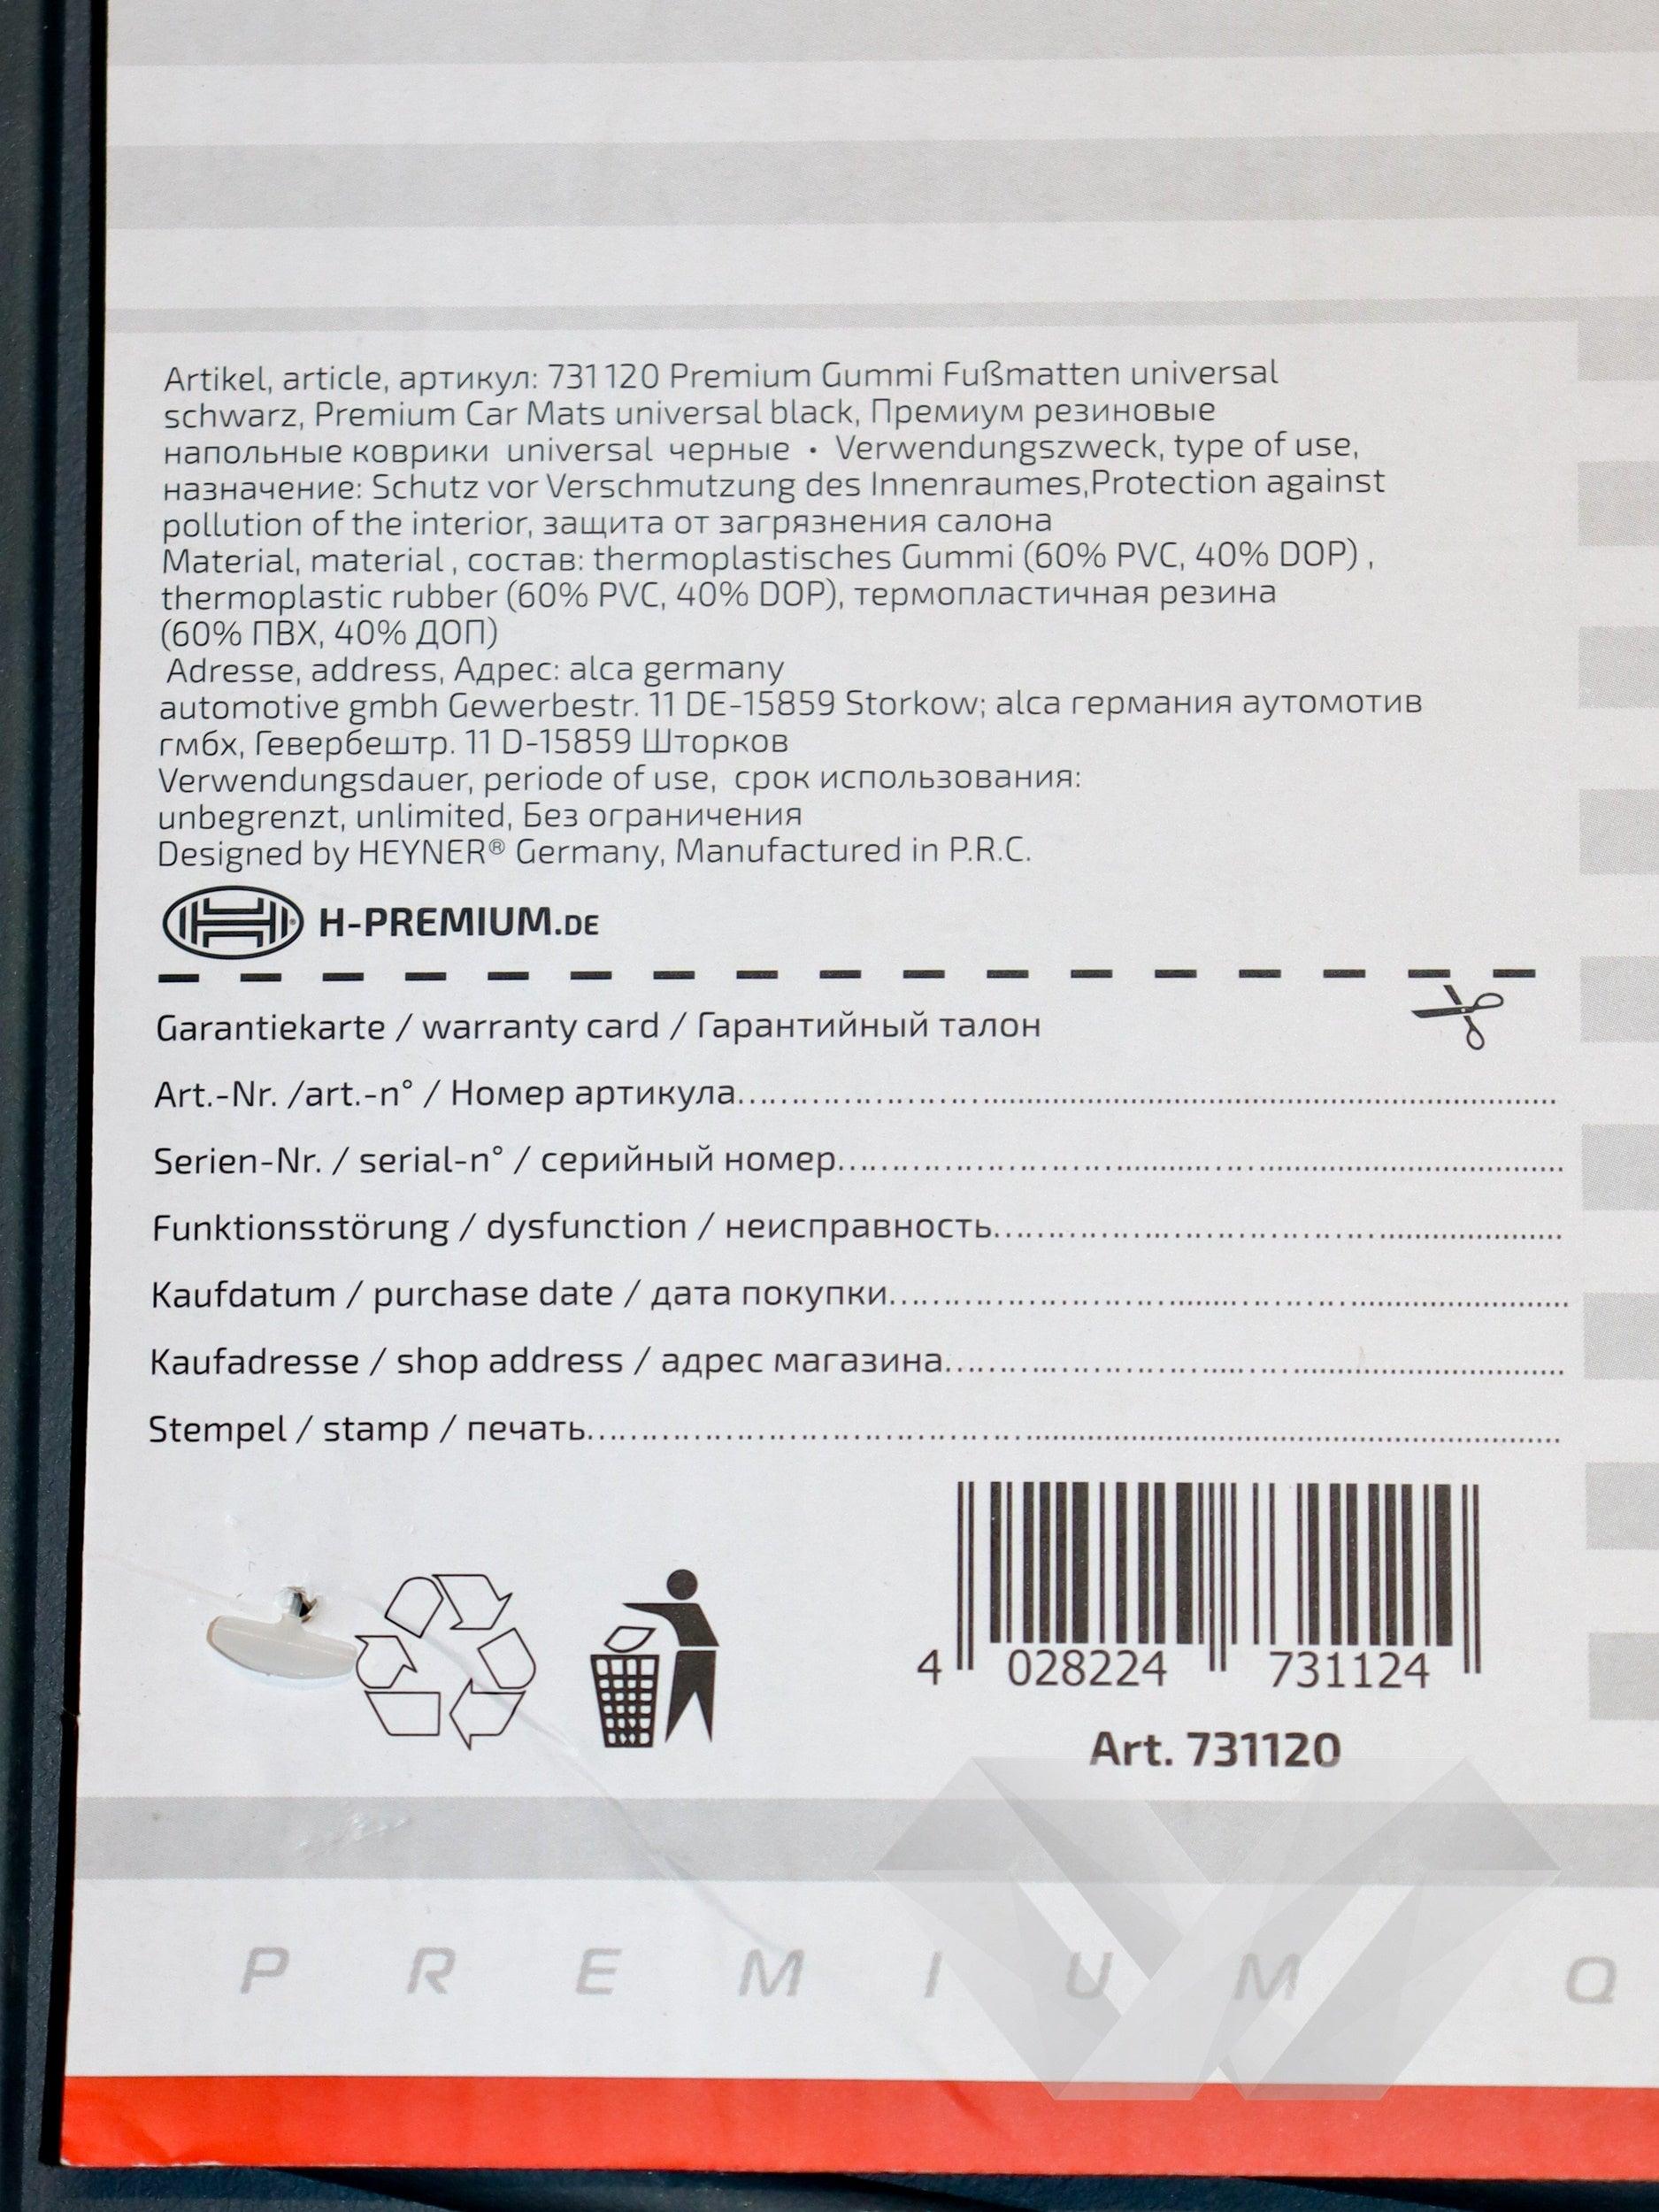 Artikel, article, артикул: 731120 Premium Gummi Fußmatten universal
schwarz, Premium Car Mats universal black, Премиум резиновые
напольные коврики universal черные • Verwendungszweck, type of use,
назначение: Schutz vor Verschmutzung des Innenraumes,Protection against
pollution of the interior, защита от загрязнения салона
Material, material , состав: thermoplastisches Gummi (60% PVC, 40% DOP) ,
thermoplastic rubber (60% PVC, 40% DOP), термопластичная резина
(60% ПВХ, 40% ДОП)
Adresse, address, Адрес: alca germany
automotive gmbh Gewerbestr. 11 DE-15859 Storkow; alca германия аутомотив
гмбх, Гевербештр. 11 D-15859 Шторков
Verwendungsdauer, periode of use, срок использования:
unbegrenzt, unlimited, Без ограничения
Designed by HEYNER® Germany, Manufactured in P.R.C.
H-PREMIUM.DE
Garantiekarte / warranty card / Гарантийный талон
Art.-Nr. /art.-n° / Номер артикула
Serien-Nr. / serial-n° / серийный номер
Funktionsstörung / dysfunction / неисправность
Kaufdatum / purchase date / дата покупки
Kaufadresse / shop address / адрес магазина
Stempel / stamp / печать
4 028224 731124
Art. 731120
PREMIUM Q